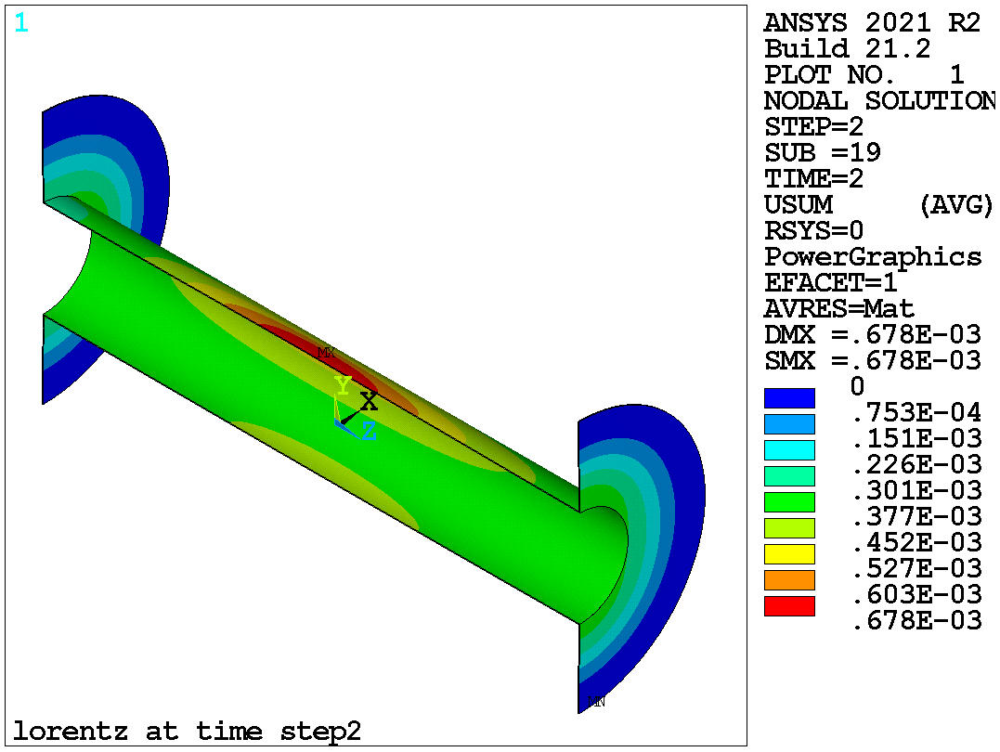 1
ANSYS 2021 R2
Build 21.2
PLOT NO. 1
NODAL SOLUTION
STEP=2
SUB =19
TIME=2
USUM (AVG)
RSYS=0
PowerGraphics
EFACET=1
AVRES=Mat
DMX =.678E-03
SMX =.678E-03
0
.753E-04
.151E-03
.226E-03
.301E-03
.377E-03
.452E-03
.527E-03
.603E-03
.678E-03
MX
Y
X
Z
MN
lorentz at time step2